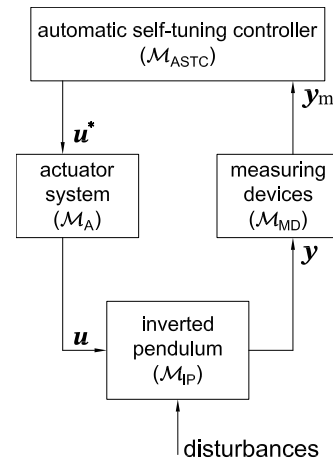 automatic self-tuning controller
(ℳASTC)
u*
ym
actuator
system
(ℳA)
measuring
devices
(ℳMD)
u
y
inverted
pendulum
(ℳIP)
disturbances